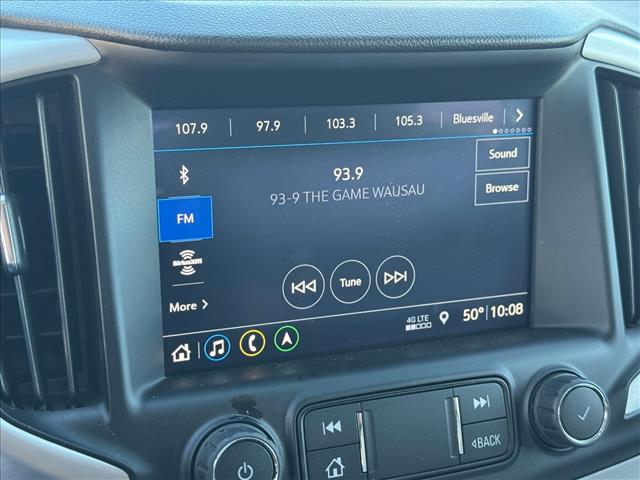 107.9 97.9 103.3 105.3 Bluesville
93.9
93-9 THE GAME WAUSAU
Sound
Browse
FM
SiriusXM
Tune
More
4G LTE
50° 10:08
BACK